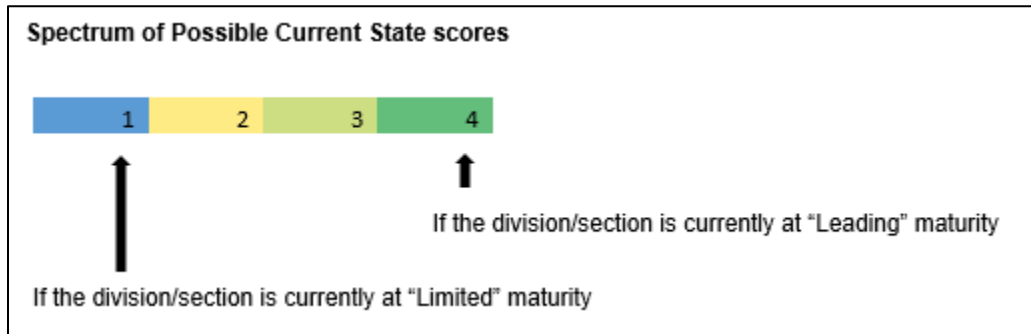 Spectrum of Possible Current State scores
1 2 3 4
If the division/section is currently at “Leading” maturity
If the division/section is currently at “Limited” maturity